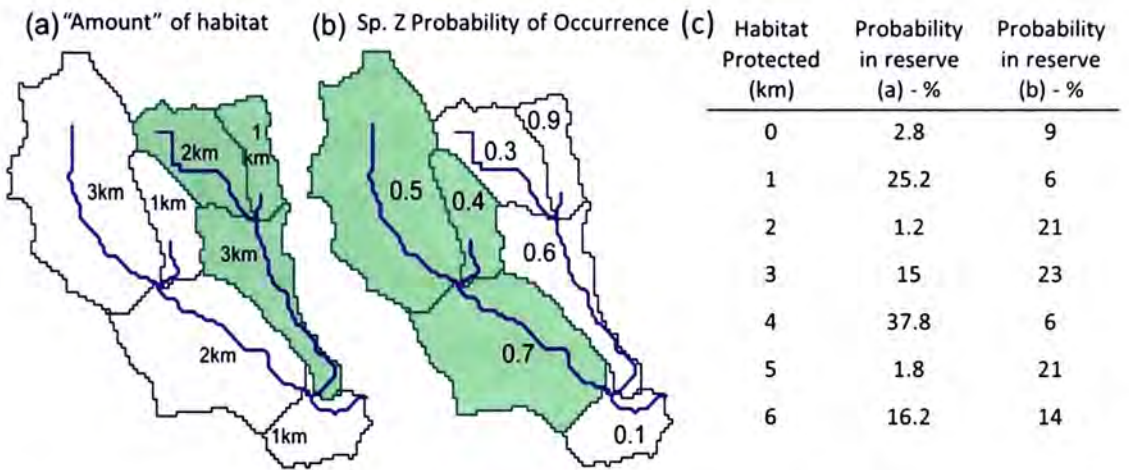 (a) "Amount" of habitat
1
km
2km
3km
1km
3km
2km
1km
(b) Sp. Z Probability of Occurrence
0.9
0.3
0.5
0.4
0.6
0.7
0.1
(c) Habitat Protected (km) Probability in reserve (a) - % Probability in reserve (b) - %
0 2.8 9
1 25.2 6
2 1.2 21
3 15 23
4 37.8 6
5 1.8 21
6 16.2 14